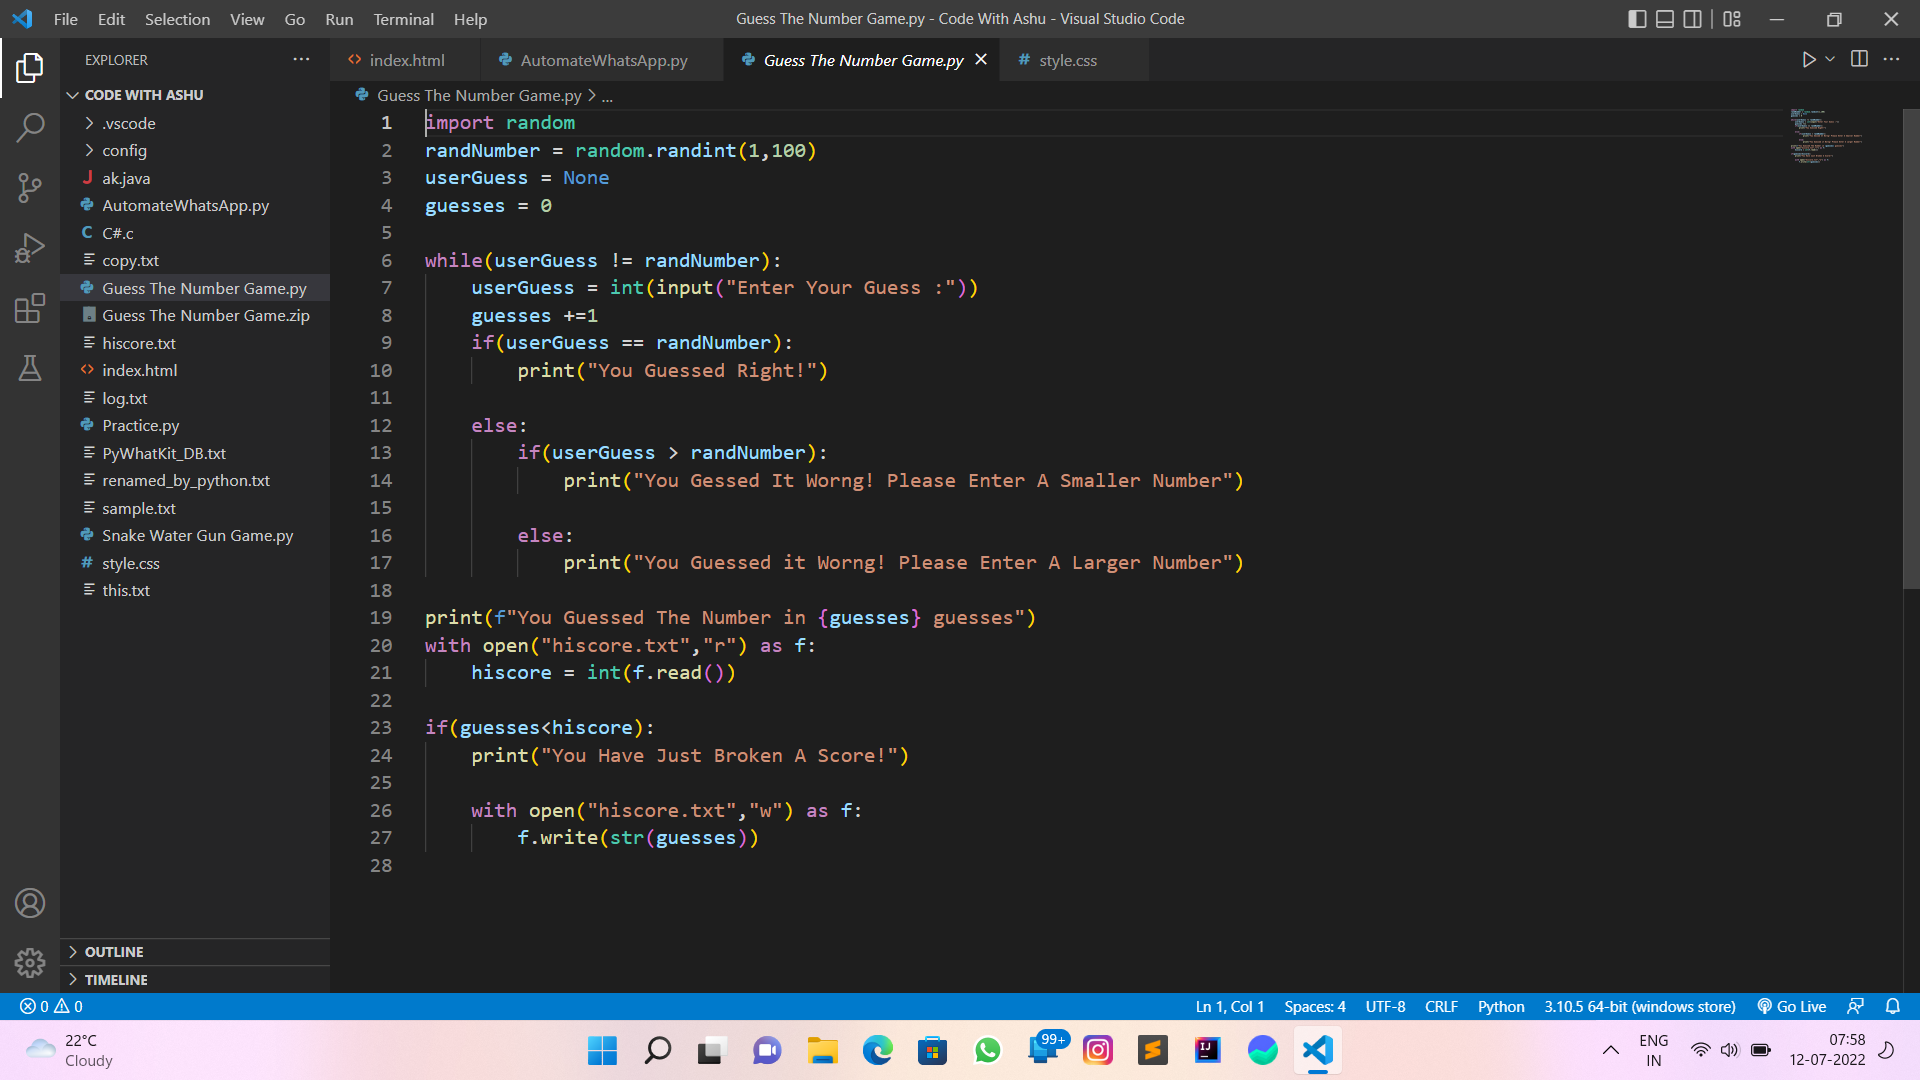 File Edit Selection View Go Run Terminal Help
Guess The Number Game.py - Code With Ashu - Visual Studio Code
EXPLORER
index.html
AutomateWhatsApp.py
Guess The Number Game.py
# style.css
CODE WITH ASHU
.vscode
config
J ak.java
AutomateWhatsApp.py
C C#.c
copy.txt
Guess The Number Game.py
Guess The Number Game.zip
hiscore.txt
index.html
log.txt
Practice.py
PyWhatKit_DB.txt
renamed_by_python.txt
sample.txt
Snake Water Gun Game.py
# style.css
this.txt
OUTLINE
TIMELINE
Guess The Number Game.py > ...
1 import random
2 randNumber = random.randint(1,100)
3 userGuess = None
4 guesses = 0
5
6 while(userGuess != randNumber):
7     userGuess = int(input("Enter Your Guess :"))
8     guesses +=1
9     if(userGuess == randNumber):
10         print("You Guessed Right!")
11
12     else:
13         if(userGuess > randNumber):
14             print("You Gessed It Worng! Please Enter A Smaller Number")
15
16         else:
17             print("You Guessed it Worng! Please Enter A Larger Number")
18
19 print(f"You Guessed The Number in {guesses} guesses")
20 with open("hiscore.txt","r") as f:
21     hiscore = int(f.read())
22
23 if(guesses<hiscore):
24     print("You Have Just Broken A Score!")
25
26     with open("hiscore.txt","w") as f:
27         f.write(str(guesses))
28
0 0
Ln 1, Col 1 Spaces: 4 UTF-8 CRLF Python 3.10.5 64-bit (windows store) Go Live
22°C
Cloudy
99+
IJ
ENG
IN
07:58
12-07-2022